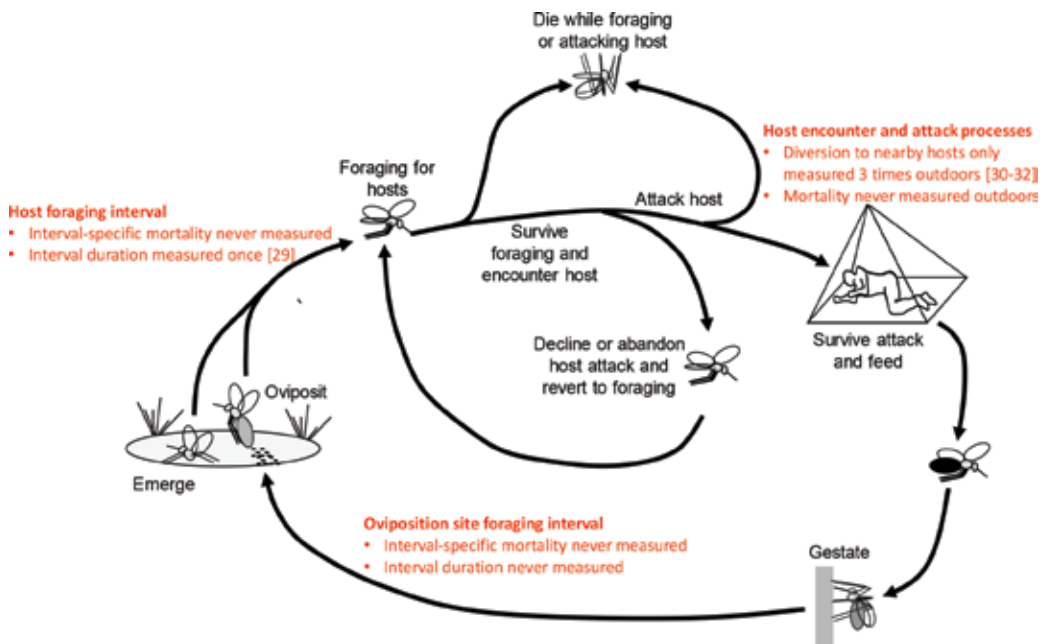 Die while foraging
or attacking host
Host encounter and attack processes
• Diversion to nearby hosts only
measured 3 times outdoors [30-32]]
• Mortality never measured outdoors
Foraging for
hosts
Attack host
Host foraging interval
• Interval-specific mortality never measured
• Interval duration measured once [29]
Survive
foraging and
encounter host
Decline or abandon
host attack and
revert to foraging
Survive attack
and feed
Oviposit
Emerge
Oviposition site foraging interval
• Interval-specific mortality never measured
• Interval duration never measured
Gestate